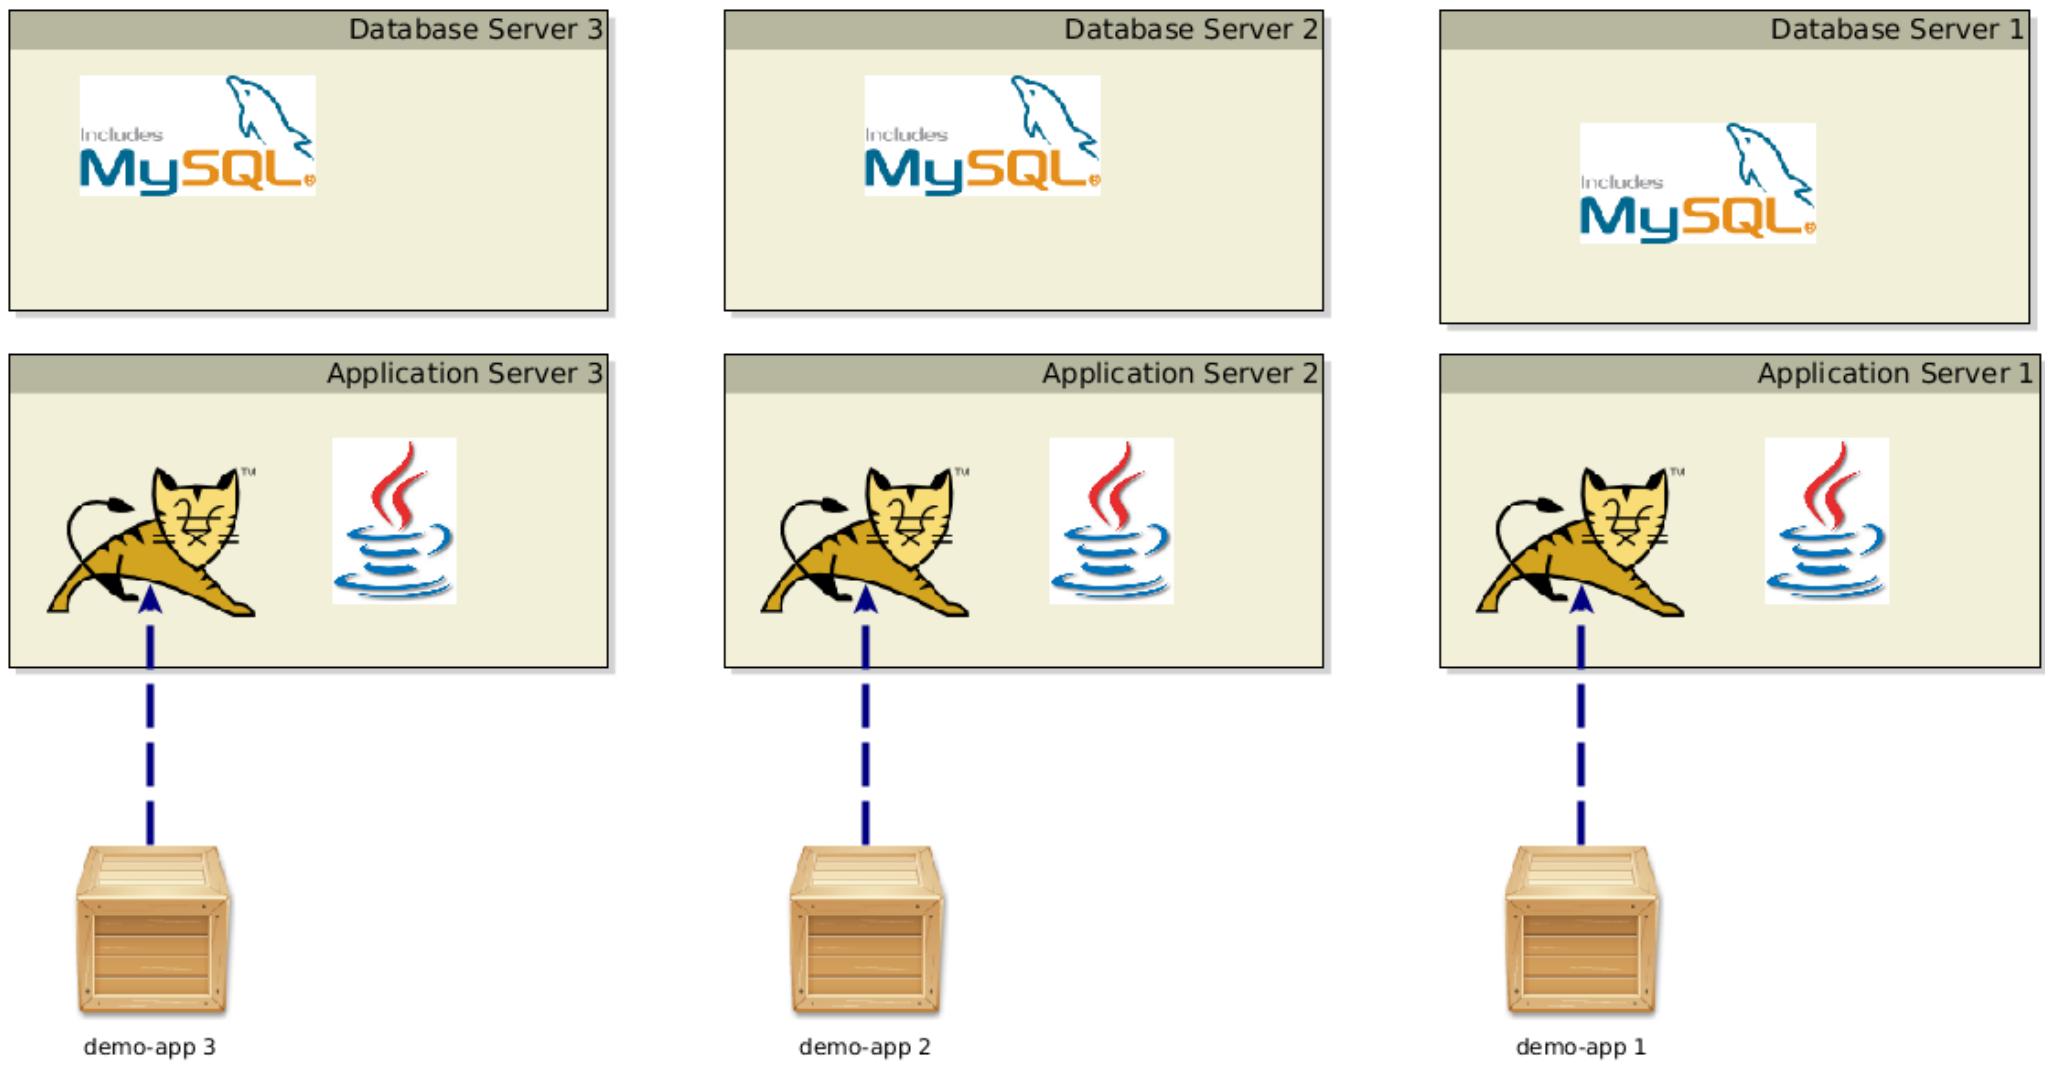 Database Server 3
Database Server 2
Database Server 1
Includes
MySQL®
Includes
MySQL®
Includes
MySQL®
Application Server 3
Application Server 2
Application Server 1
TM
TM
TM
demo-app 3
demo-app 2
demo-app 1